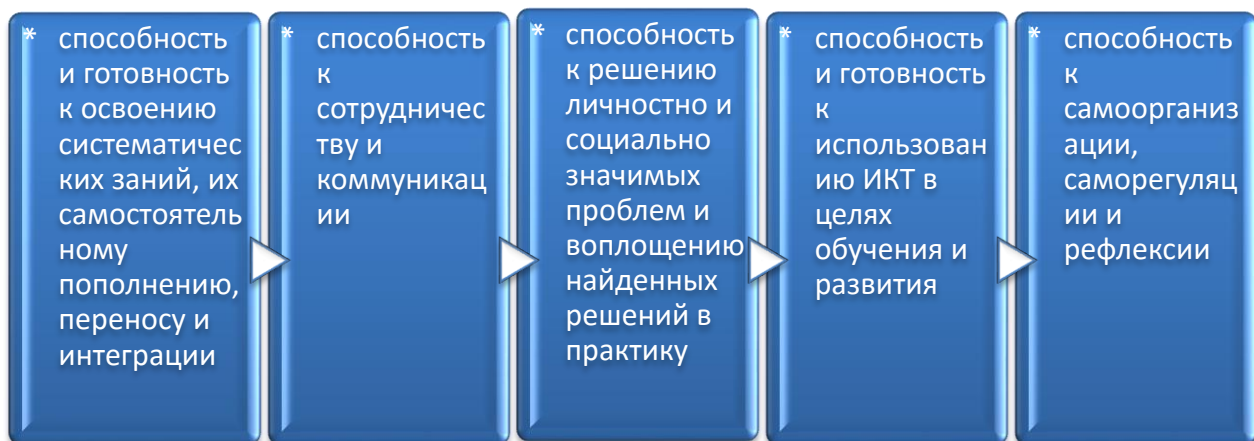 * способность
и готовность
к освоению
систематичес
ких заний, их
самостоятель
ному
пополнению,
переносу и
интеграции
* способность
к
сотрудничес
тву и
коммуникац
ии
* способность
к решению
личностно и
социально
значимых
проблем и
воплощению
найденных
решений в
практику
* способность
и готовность
к
использован
ию ИКТ в
целях
обучения и
развития
* способность
к
самоорганиз
ации,
саморегуляц
ии и
рефлексии